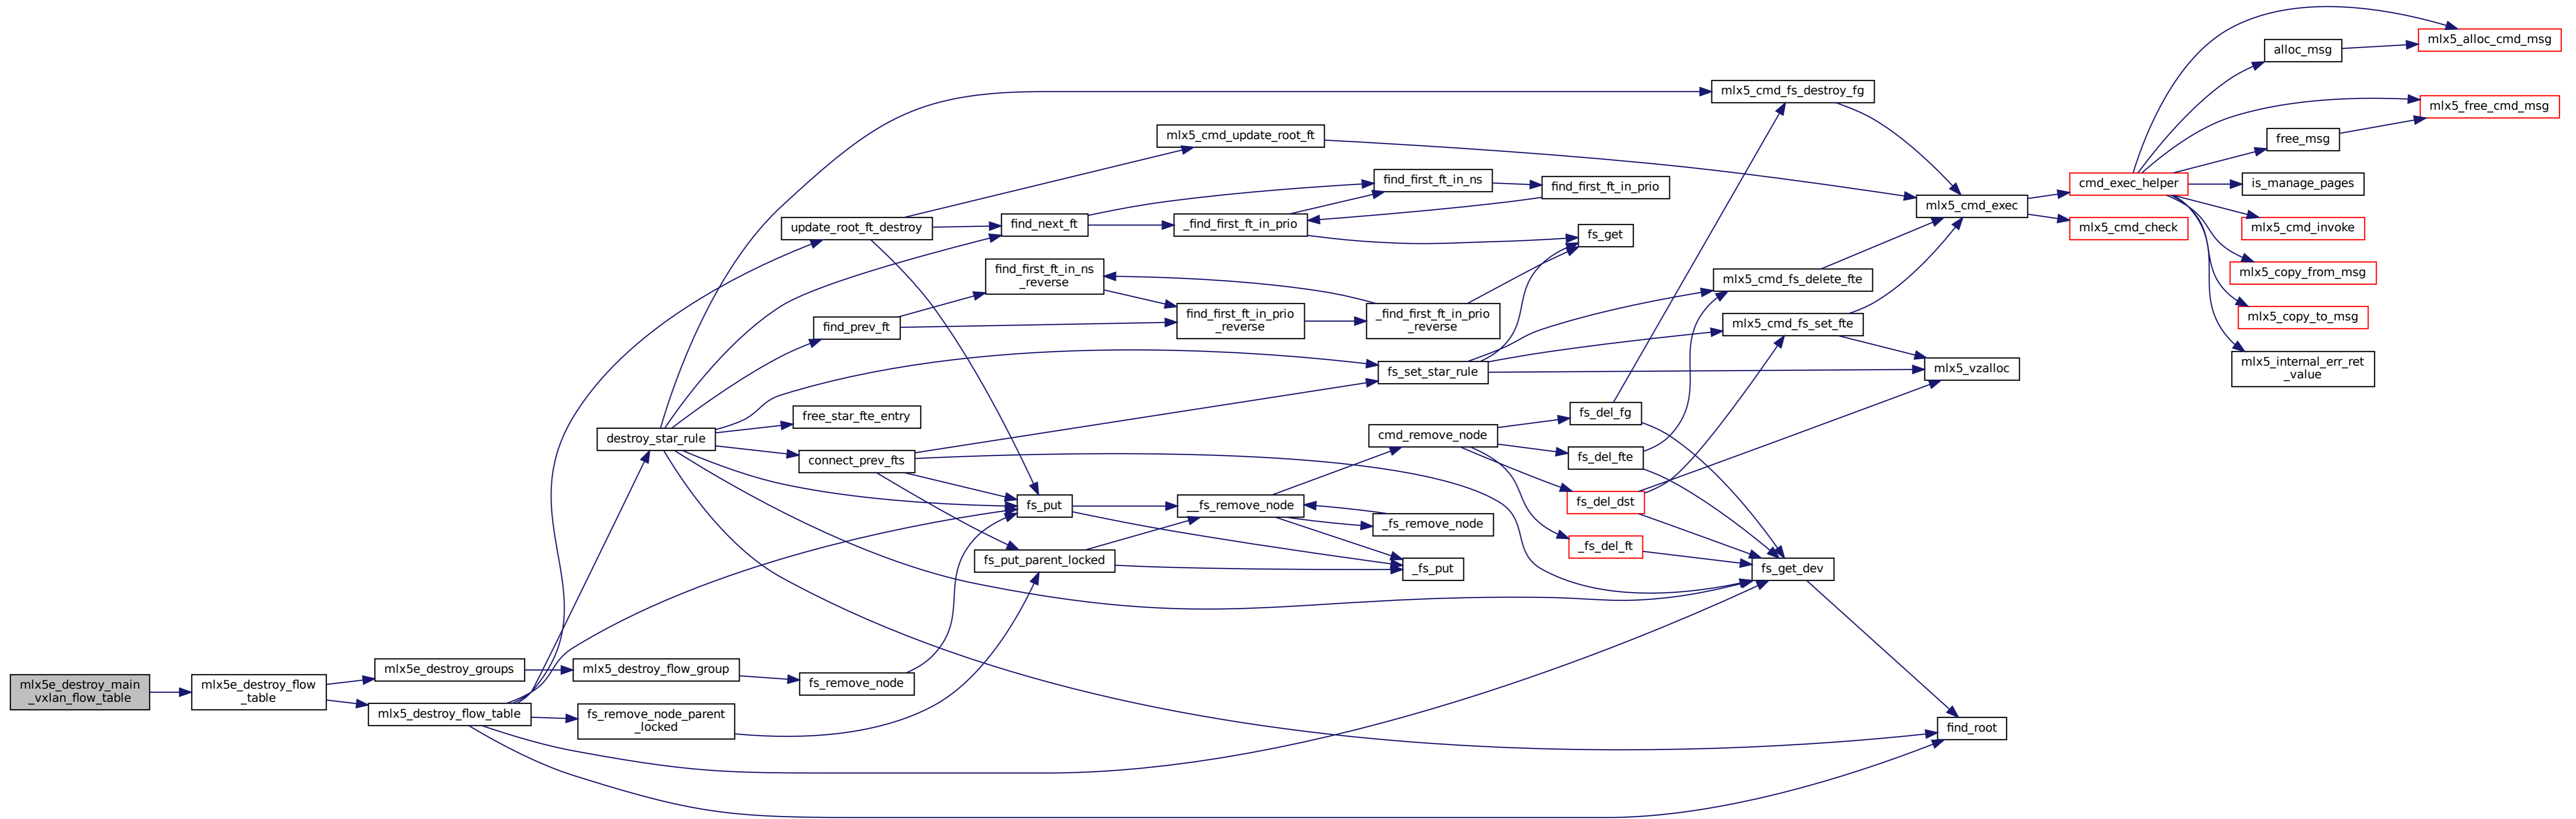 mlx5e_destroy_main
_vxlan_flow_table
mlx5e_destroy_flow
_table
mlx5e_destroy_groups
mlx5_destroy_flow_table
mlx5_destroy_flow_group
fs_remove_node_parent
_locked
destroy_star_rule
update_root_ft_destroy
find_prev_ft
free_star_fte_entry
connect_prev_fts
fs_remove_node
find_next_ft
find_first_ft_in_ns
_reverse
fs_put
fs_put_parent_locked
mlx5_cmd_update_root_ft
_find_first_ft_in_prio
find_first_ft_in_prio
_reverse
__fs_remove_node
find_first_ft_in_ns
_find_first_ft_in_prio
_reverse
fs_set_star_rule
cmd_remove_node
_fs_remove_node
_fs_put
find_first_ft_in_prio
fs_get
fs_del_fg
fs_del_fte
fs_del_dst
_fs_del_ft
mlx5_cmd_fs_destroy_fg
mlx5_cmd_fs_delete_fte
mlx5_cmd_fs_set_fte
fs_get_dev
mlx5_cmd_exec
mlx5_vzalloc
find_root
cmd_exec_helper
mlx5_cmd_check
mlx5_alloc_cmd_msg
alloc_msg
mlx5_free_cmd_msg
free_msg
is_manage_pages
mlx5_cmd_invoke
mlx5_copy_from_msg
mlx5_copy_to_msg
mlx5_internal_err_ret
_value